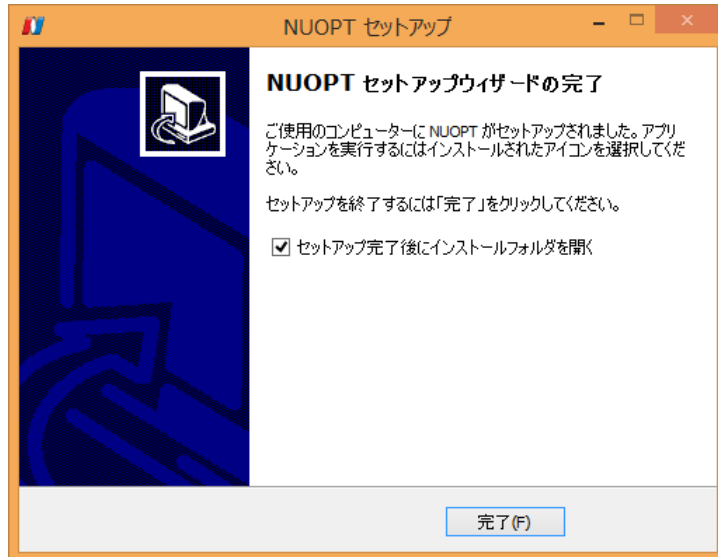 NUOPT セットアップ
NUOPT セットアップウィザードの完了
ご使用のコンピューターに NUOPT がセットアップされました。アプリ
ケーションを実行するにはインストールされたアイコンを選択してくだ
さい。
セットアップを終了するには「完了」をクリックしてください。
セットアップ完了後にインストールフォルダを開く
完了(F)